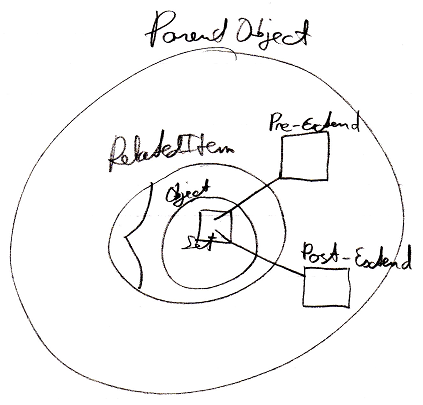 Parent Object
Pre-Extend
RelatedItem
Object
Set
Post-Extend